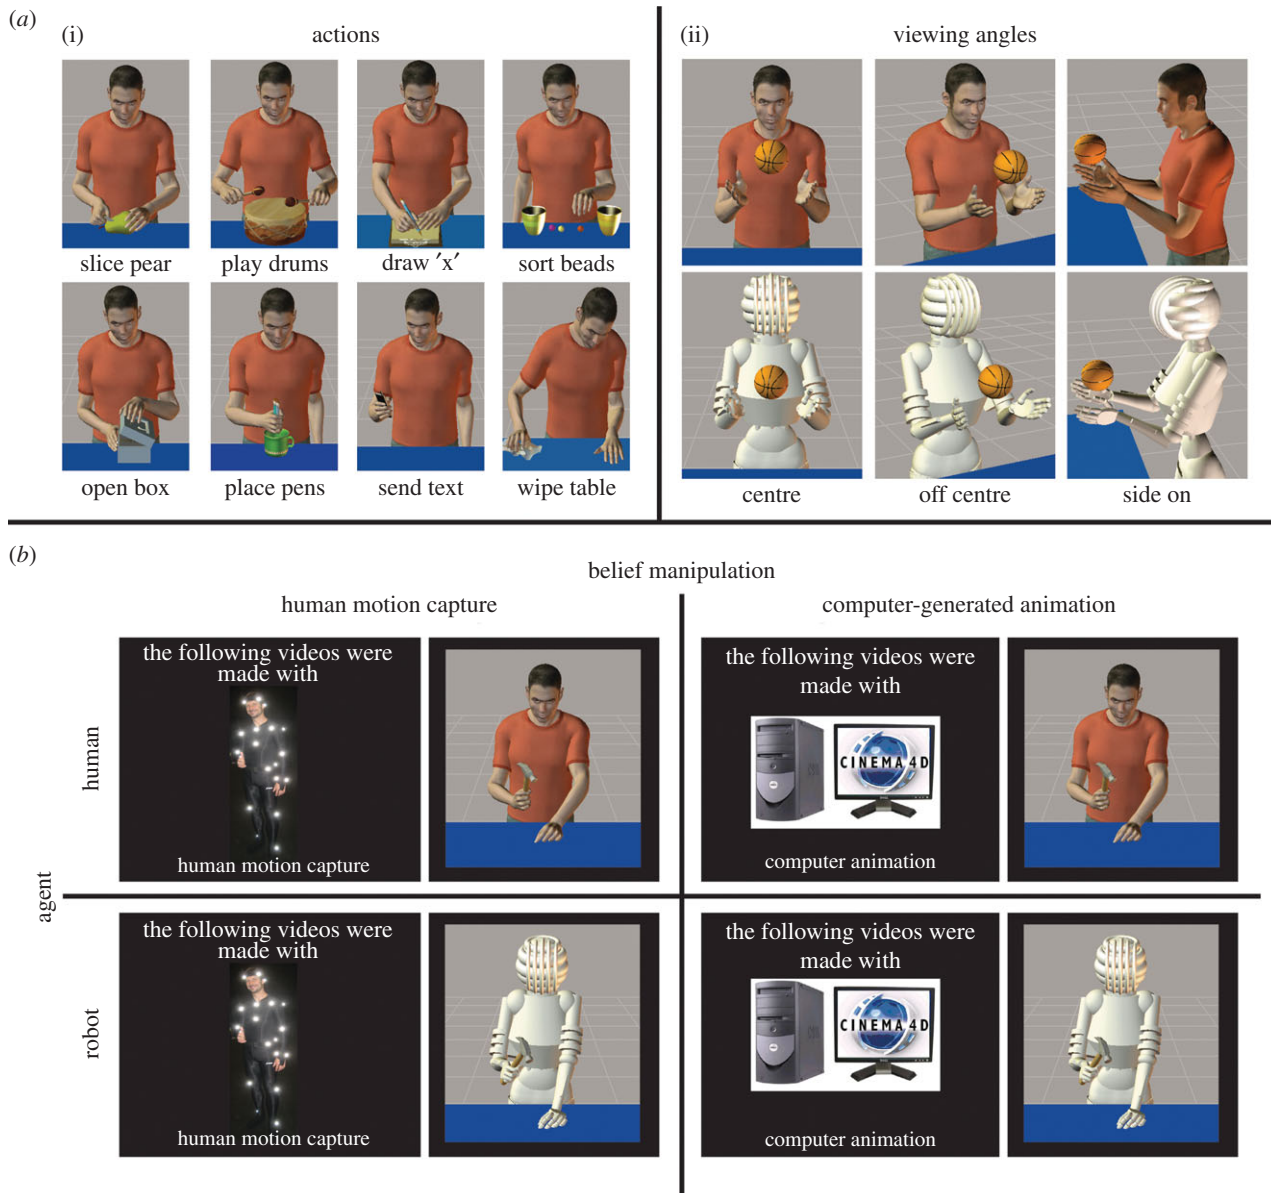 (a)
(i)
actions
(ii)
viewing angles
slice pear
play drums
draw 'x'
sort beads
open box
place pens
send text
wipe table
centre
off centre
side on
(b)
belief manipulation
human motion capture
computer-generated animation
agent
human
the following videos were
made with
human motion capture
the following videos were
made with
CINEMA 4D
computer animation
robot
the following videos were
made with
human motion capture
the following videos were
made with
CINEMA 4D
computer animation